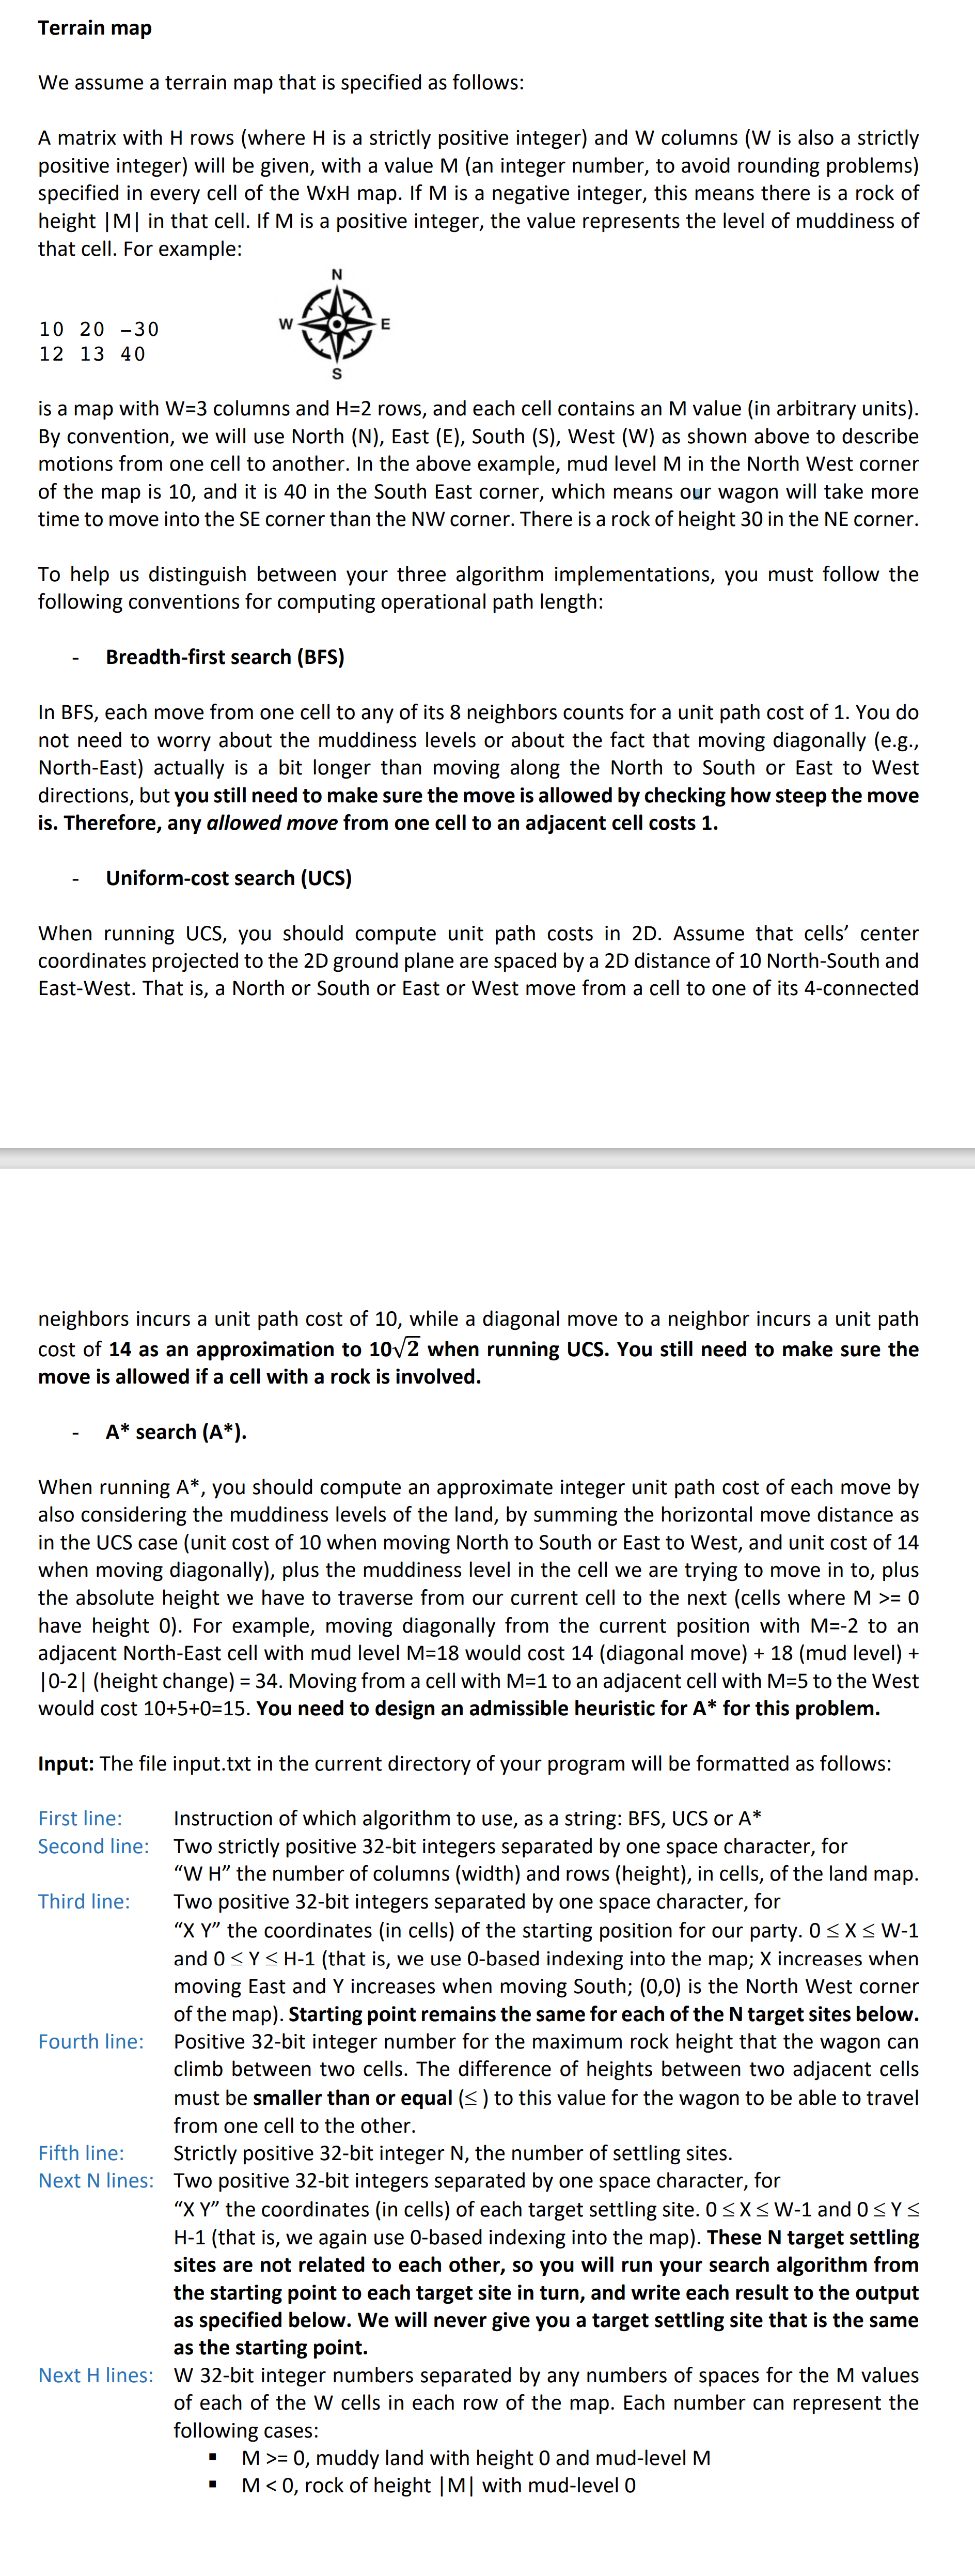 Terrain map
We assume a terrain map that is specified as follows:
A matrix with H rows (where H is a strictly positive integer) and W columns (W is also a strictly
positive integer) will be given, with a value M (an integer number, to avoid rounding problems)
specified in every cell of the WxH map. If M is a negative integer, this means there is a rock of
height |M| in that cell. If M is a positive integer, the value represents the level of muddiness of
that cell. For example:
N
W E
S
10 20 -30
12 13 40
is a map with W=3 columns and H=2 rows, and each cell contains an M value (in arbitrary units).
By convention, we will use North (N), East (E), South (S), West (W) as shown above to describe
motions from one cell to another. In the above example, mud level M in the North West corner
of the map is 10, and it is 40 in the South East corner, which means our wagon will take more
time to move into the SE corner than the NW corner. There is a rock of height 30 in the NE corner.
To help us distinguish between your three algorithm implementations, you must follow the
following conventions for computing operational path length:
- Breadth-first search (BFS)
In BFS, each move from one cell to any of its 8 neighbors counts for a unit path cost of 1. You do
not need to worry about the muddiness levels or about the fact that moving diagonally (e.g.,
North-East) actually is a bit longer than moving along the North to South or East to West
directions, but you still need to make sure the move is allowed by checking how steep the move
is. Therefore, any allowed move from one cell to an adjacent cell costs 1.
- Uniform-cost search (UCS)
When running UCS, you should compute unit path costs in 2D. Assume that cells’ center
coordinates projected to the 2D ground plane are spaced by a 2D distance of 10 North-South and
East-West. That is, a North or South or East or West move from a cell to one of its 4-connected
neighbors incurs a unit path cost of 10, while a diagonal move to a neighbor incurs a unit path
cost of 14 as an approximation to 10√2 when running UCS. You still need to make sure the
move is allowed if a cell with a rock is involved.
- A* search (A*).
When running A*, you should compute an approximate integer unit path cost of each move by
also considering the muddiness levels of the land, by summing the horizontal move distance as
in the UCS case (unit cost of 10 when moving North to South or East to West, and unit cost of 14
when moving diagonally), plus the muddiness level in the cell we are trying to move in to, plus
the absolute height we have to traverse from our current cell to the next (cells where M >= 0
have height 0). For example, moving diagonally from the current position with M=-2 to an
adjacent North-East cell with mud level M=18 would cost 14 (diagonal move) + 18 (mud level) +
|0-2| (height change) = 34. Moving from a cell with M=1 to an adjacent cell with M=5 to the West
would cost 10+5+0=15. You need to design an admissible heuristic for A* for this problem.
Input: The file input.txt in the current directory of your program will be formatted as follows:
First line: Instruction of which algorithm to use, as a string: BFS, UCS or A*
Second line: Two strictly positive 32-bit integers separated by one space character, for
“W H” the number of columns (width) and rows (height), in cells, of the land map.
Third line: Two positive 32-bit integers separated by one space character, for
“X Y” the coordinates (in cells) of the starting position for our party. 0 ≤ X ≤ W-1
and 0 ≤ Y ≤ H-1 (that is, we use 0-based indexing into the map; X increases when
moving East and Y increases when moving South; (0,0) is the North West corner
of the map). Starting point remains the same for each of the N target sites below.
Fourth line: Positive 32-bit integer number for the maximum rock height that the wagon can
climb between two cells. The difference of heights between two adjacent cells
must be smaller than or equal (≤ ) to this value for the wagon to be able to travel
from one cell to the other.
Fifth line: Strictly positive 32-bit integer N, the number of settling sites.
Next N lines: Two positive 32-bit integers separated by one space character, for
“X Y” the coordinates (in cells) of each target settling site. 0 ≤ X ≤ W-1 and 0 ≤ Y ≤
H-1 (that is, we again use 0-based indexing into the map). These N target settling
sites are not related to each other, so you will run your search algorithm from
the starting point to each target site in turn, and write each result to the output
as specified below. We will never give you a target settling site that is the same
as the starting point.
Next H lines: W 32-bit integer numbers separated by any numbers of spaces for the M values
of each of the W cells in each row of the map. Each number can represent the
following cases:
▪ M >= 0, muddy land with height 0 and mud-level M
▪ M < 0, rock of height |M| with mud-level 0